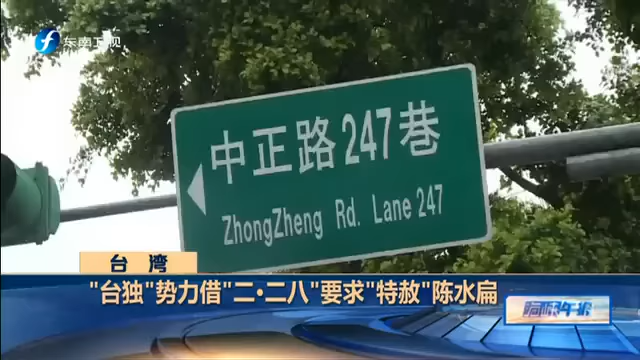 东南卫视
中正路247巷
ZhongZheng Rd. Lane 247
台湾
"台独"势力借"二·二八"要求"特赦"陈水扁
海峡午报